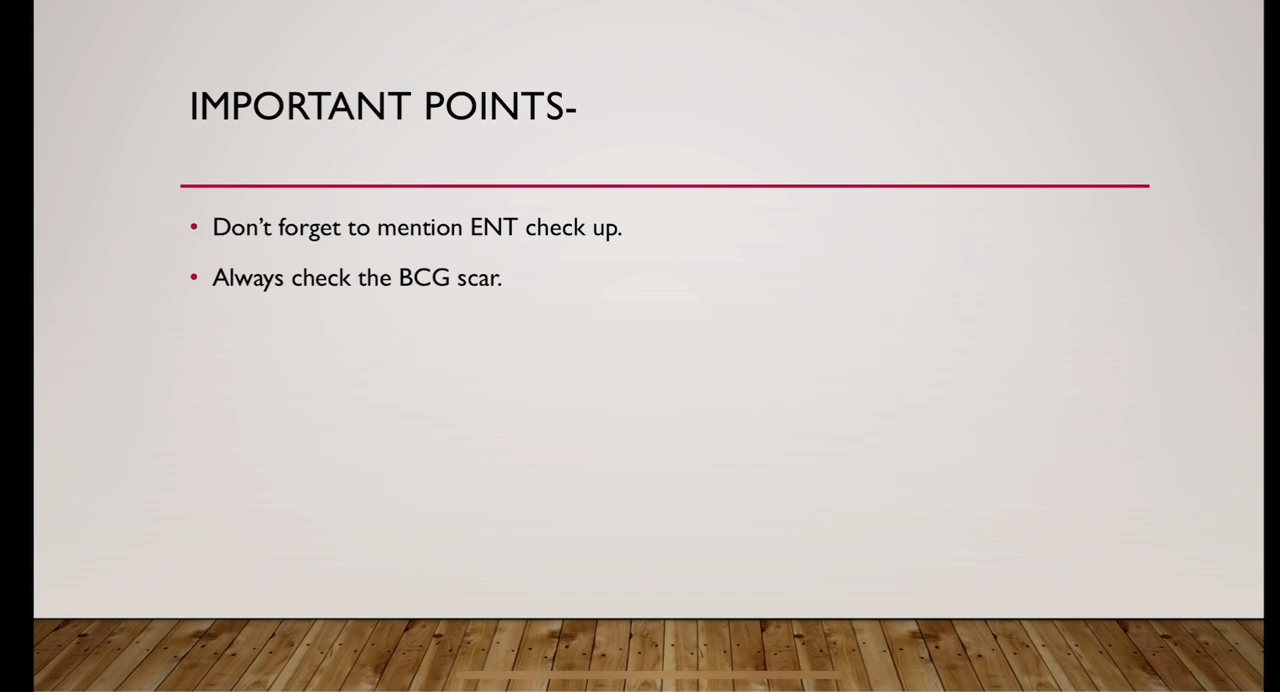 IMPORTANT POINTS-
• Don’t forget to mention ENT check up.
• Always check the BCG scar.